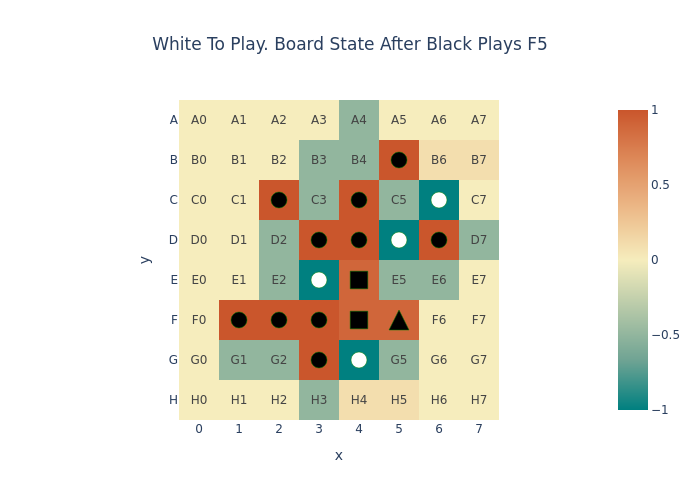 White To Play. Board State After Black Plays F5
A A0 A1 A2 A3 A4 A5 A6 A7
B B0 B1 B2 B3 B4 B6 B7
C C0 C1 C3 C5 C7
D D0 D1 D2 D7
E E0 E1 E2 E5 E6 E7
F F0 F6 F7
G G0 G1 G2 G5 G6 G7
H H0 H1 H2 H3 H4 H5 H6 H7
0 1 2 3 4 5 6 7
x
y
1
0.5
0
−0.5
−1